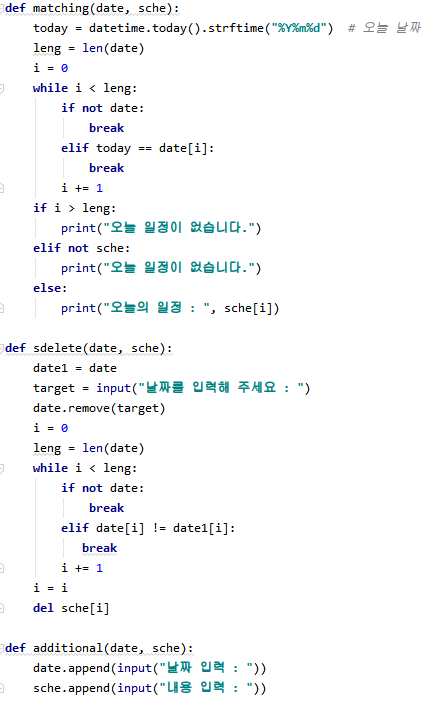 def matching(date, sche):
    today = datetime.today().strftime("%Y%m%d")  # 오늘 날짜
    leng = len(date)
    i = 0
    while i < leng:
        if not date:
            break
        elif today == date[i]:
            break
        i += 1
    if i > leng:
        print("오늘 일정이 없습니다.")
    elif not sche:
        print("오늘 일정이 없습니다.")
    else:
        print("오늘의 일정 : ", sche[i])

def sdelete(date, sche):
    date1 = date
    target = input("날짜를 입력해 주세요 : ")
    date.remove(target)
    i = 0
    leng = len(date)
    while i < leng:
        if not date:
            break
        elif date[i] != date1[i]:
           break
        i += 1
    i = i
    del sche[i]

def additional(date, sche):
    date.append(input("날짜 입력 : "))
    sche.append(input("내용 입력 : "))